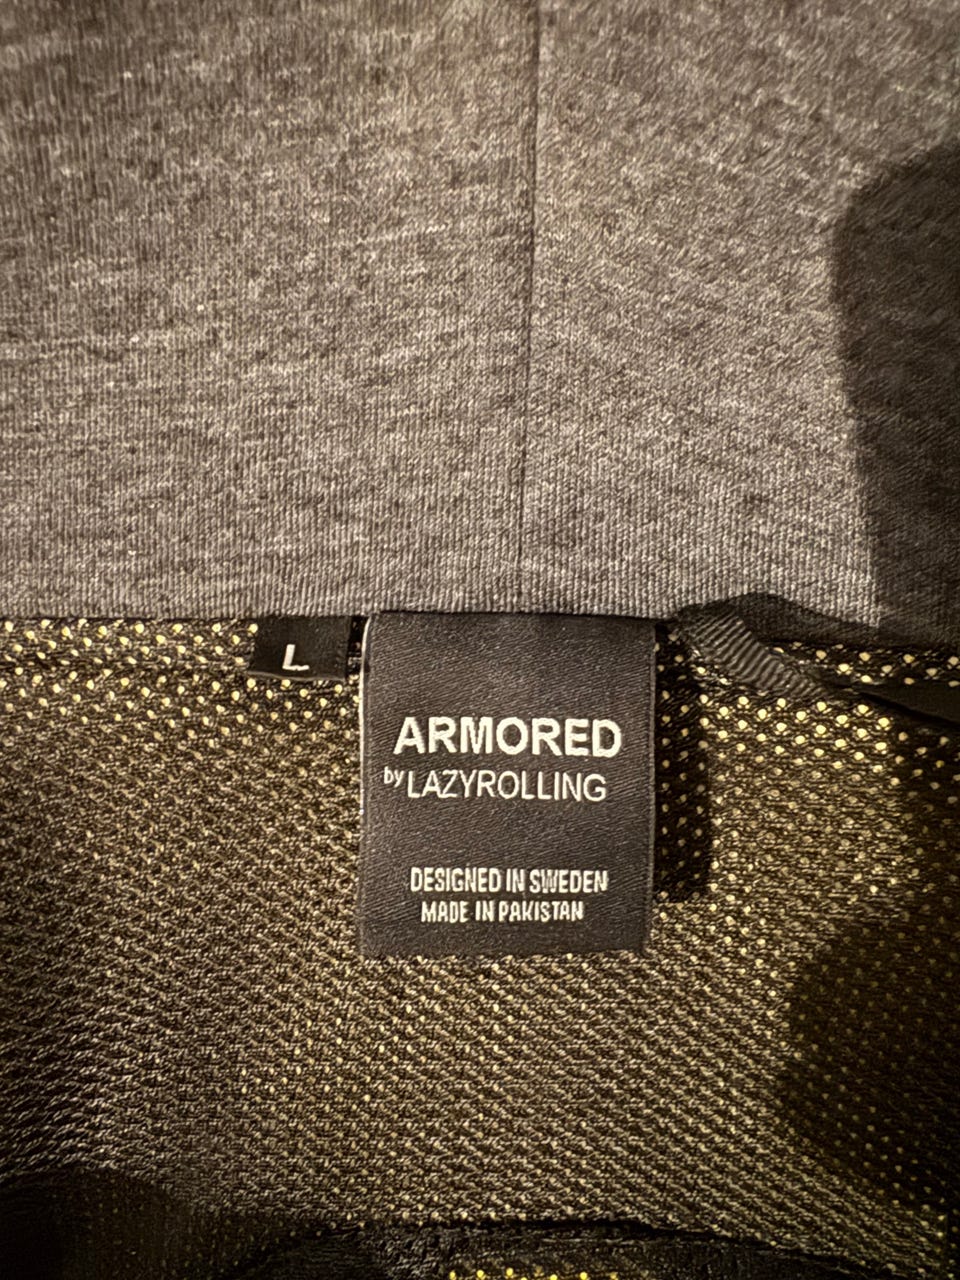 L
ARMORED
by LAZYROLLING
DESIGNED IN SWEDEN
MADE IN PAKISTAN